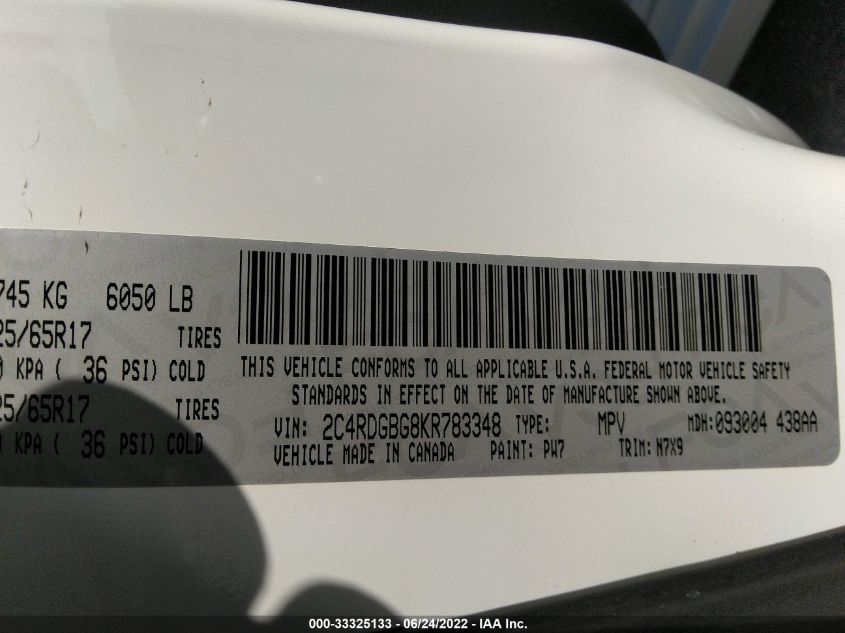 745 KG 6050 LB
25/65R17 TIRES
0 KPA ( 36 PSI) COLD
25/65R17 TIRES
KPA ( 36 PSI) COLD
THIS VEHICLE CONFORMS TO ALL APPLICABLE U.S.A. FEDERAL MOTOR VEHICLE SAFETY
STANDARDS IN EFFECT ON THE DATE OF MANUFACTURE SHOWN ABOVE.
VIN: 2C4RDGBG8KR783348 TYPE: MPV MDH:093004 438AA
VEHICLE MADE IN CANADA PAINT: PW7 TRIM: N7X9
000-33325133 - 06/24/2022 - IAA Inc.